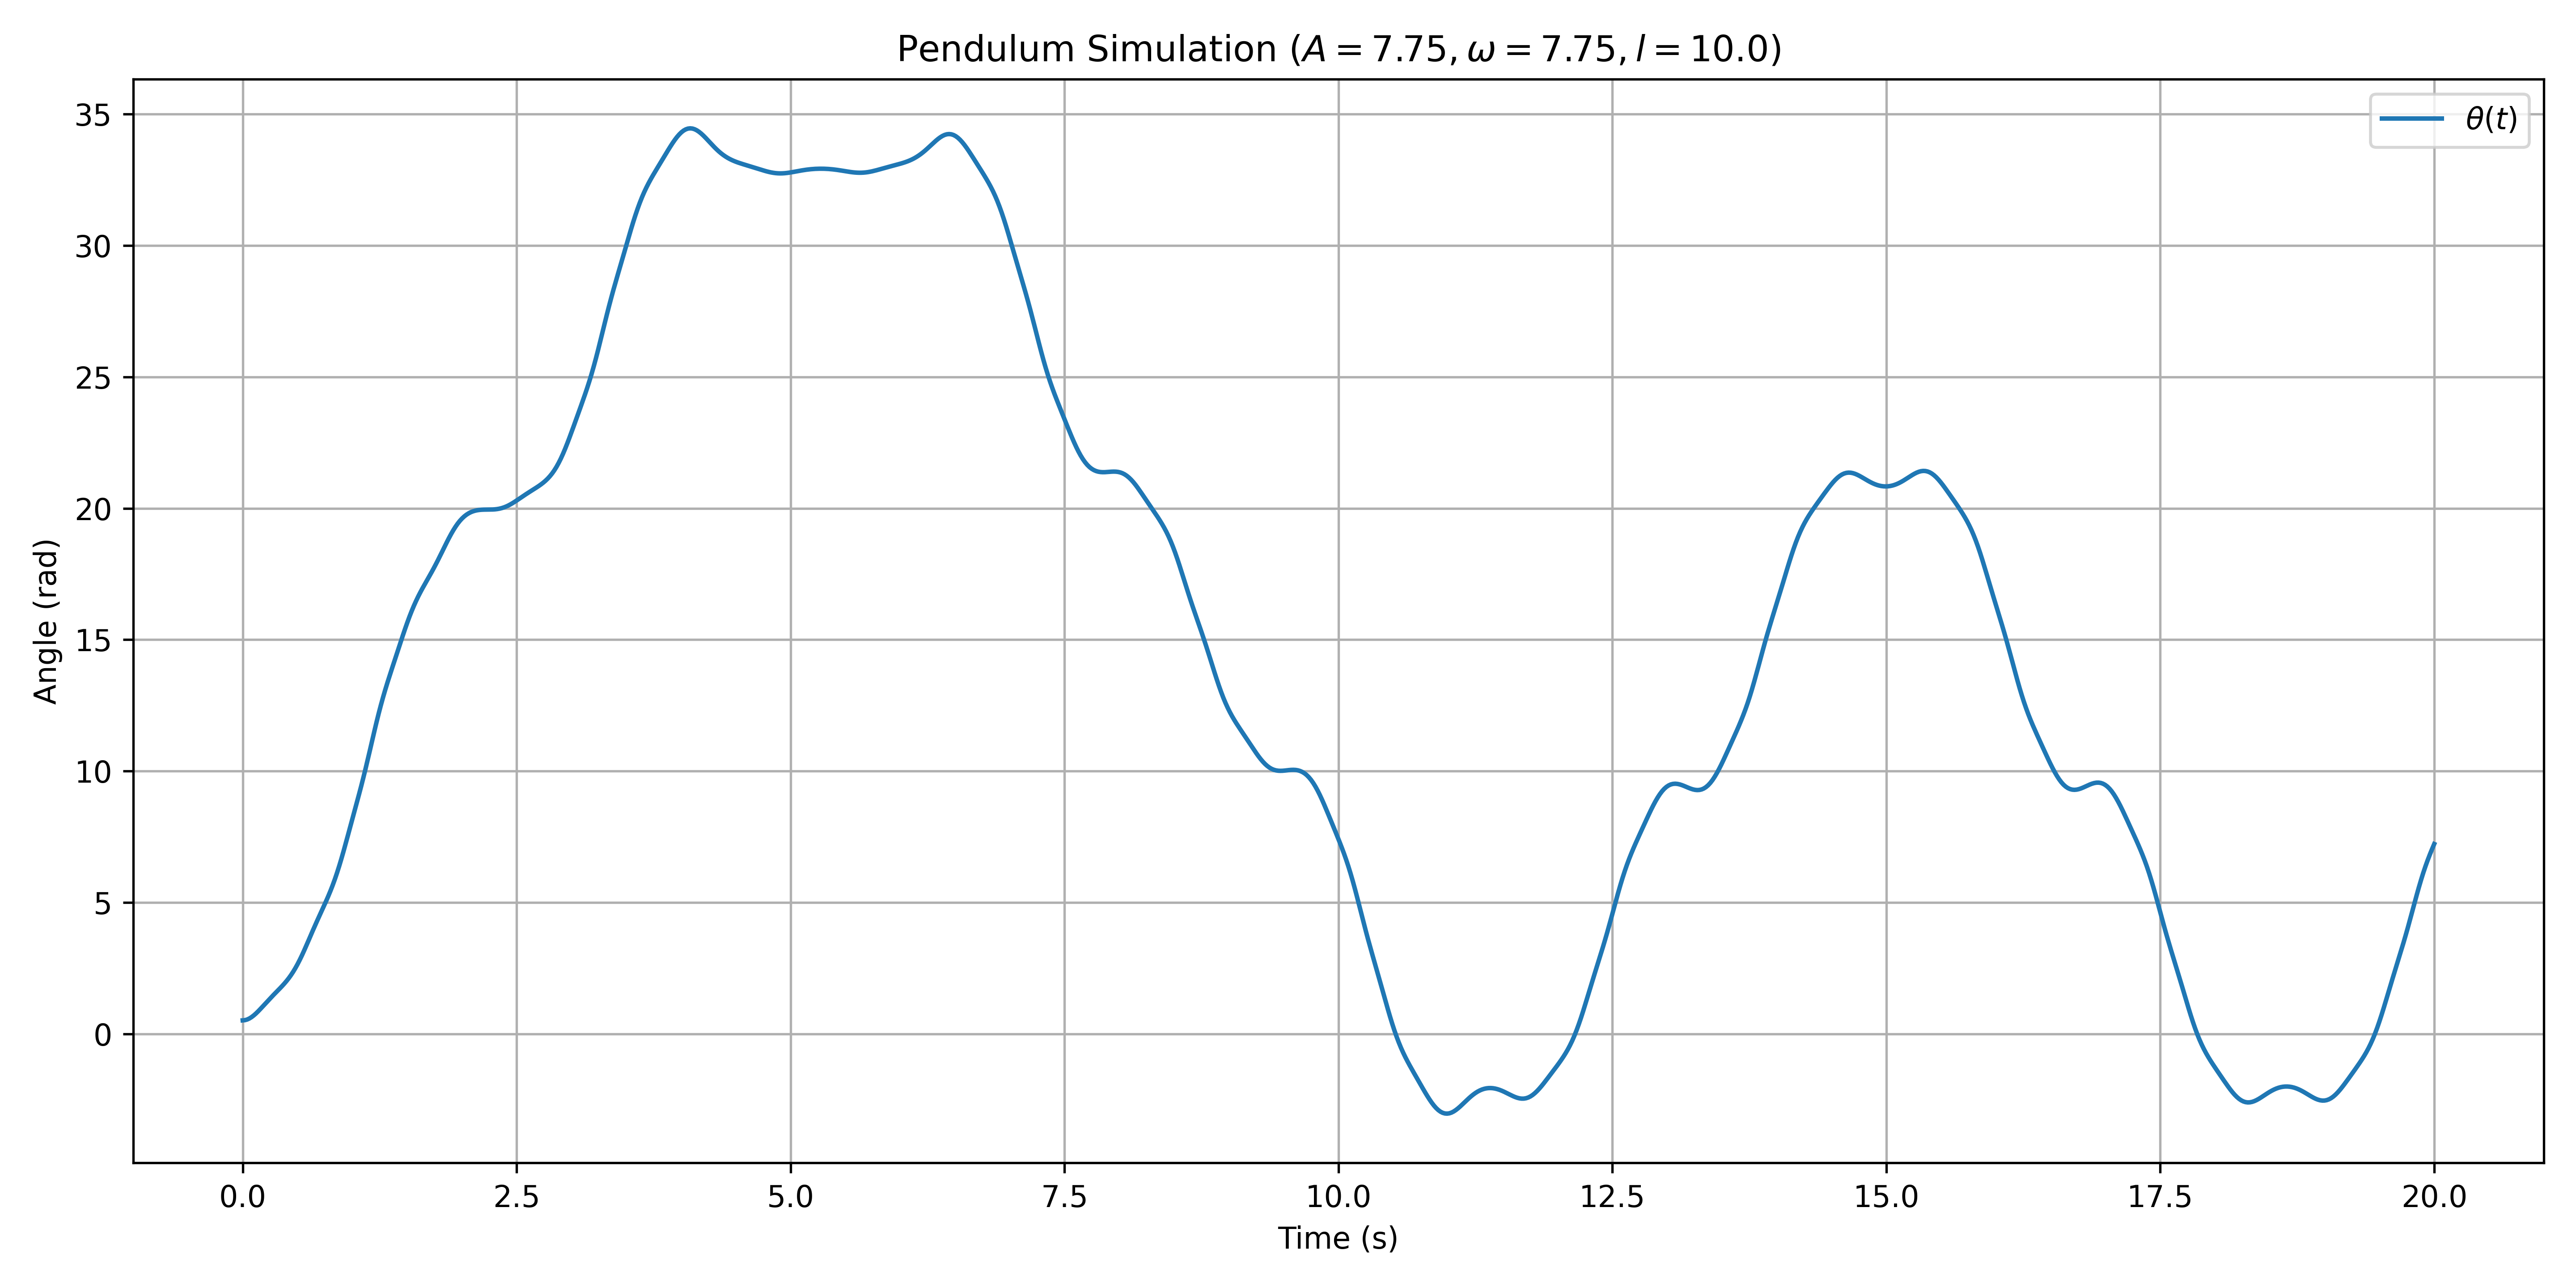 Pendulum Simulation (A = 7.75, ω = 7.75, l = 10.0)
θ(t)
Angle (rad)
35
30
25
20
15
10
5
0
0.0 2.5 5.0 7.5 10.0 12.5 15.0 17.5 20.0
Time (s)